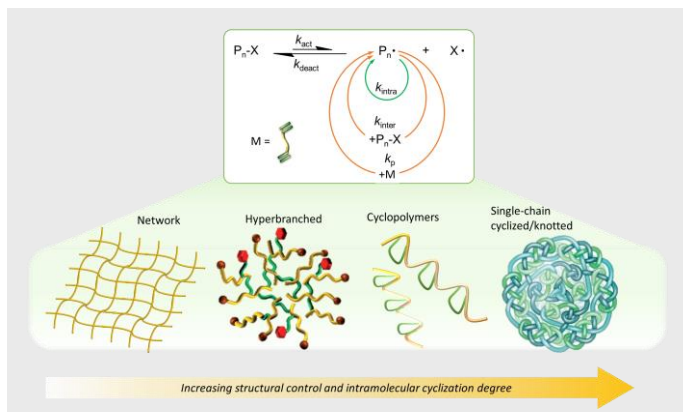 kact
Pn-X Pn• + X•
kdeact
kintra
kinter
M = +Pn-X
kp
+M
Network Hyperbranched Cyclopolymers Single-chain
cyclized/knotted
Increasing structural control and intramolecular cyclization degree